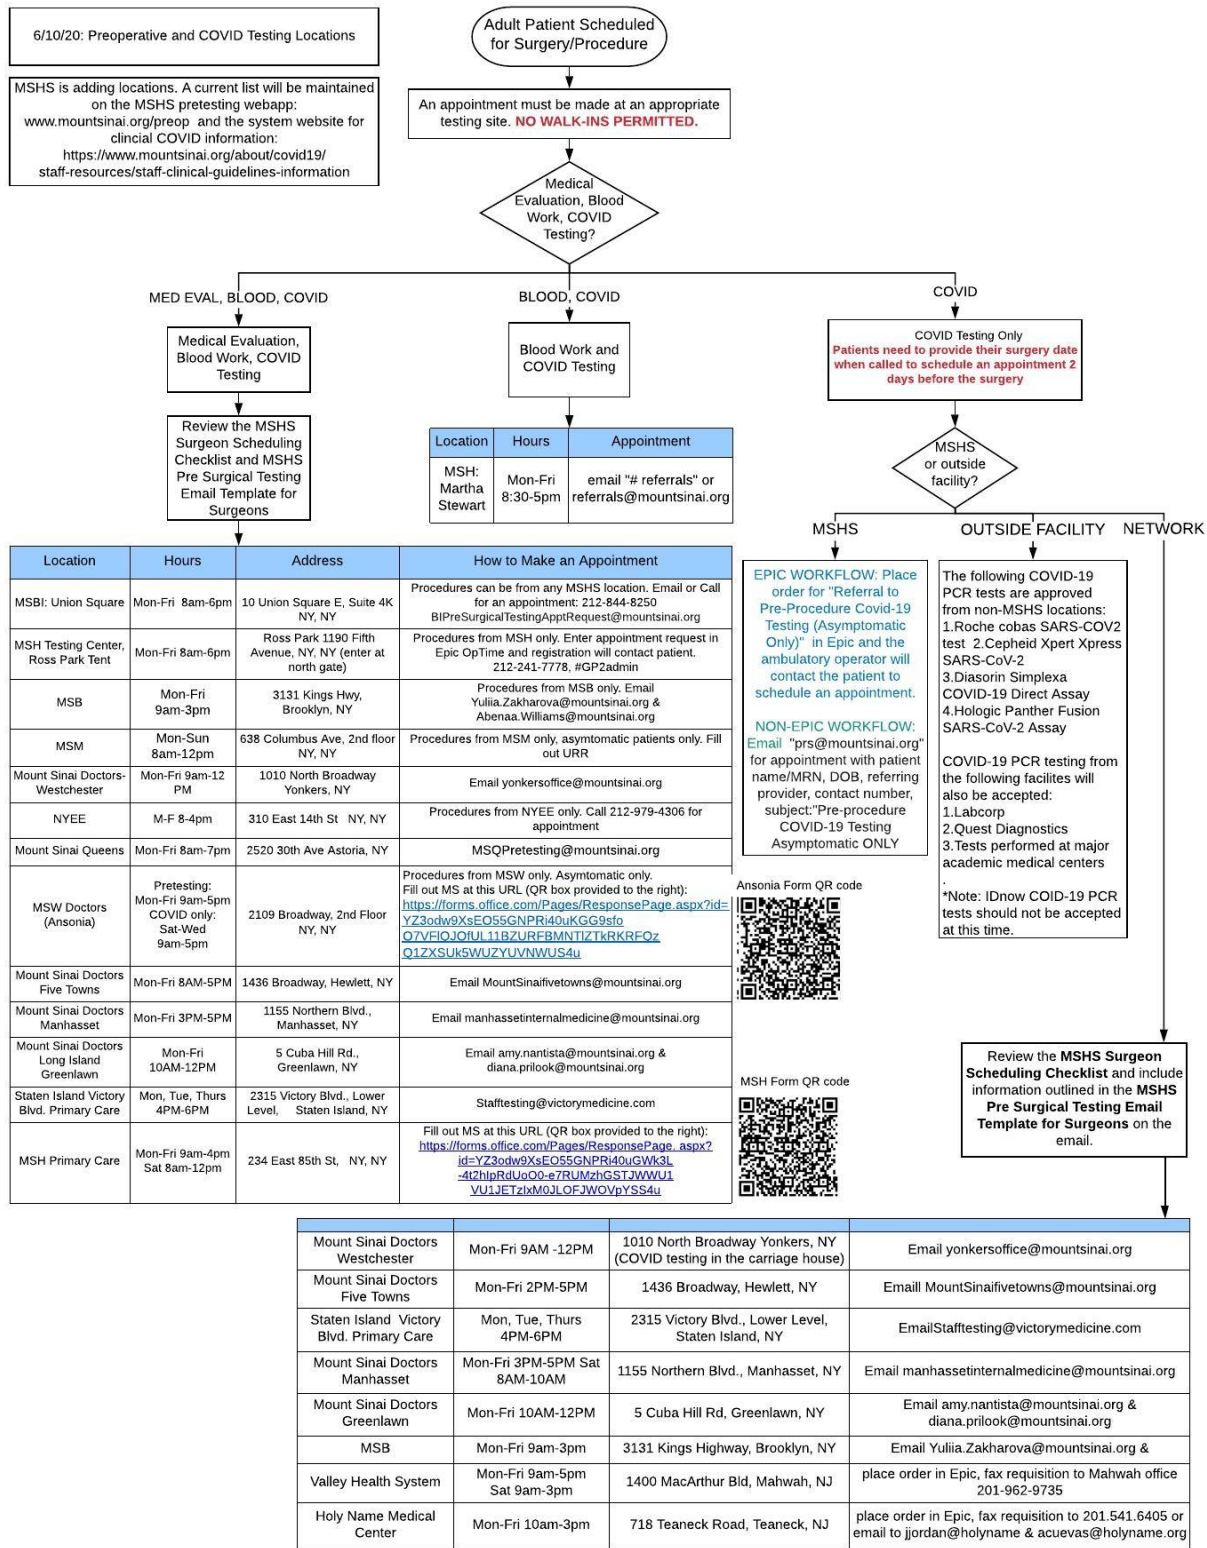 6/10/20: Preoperative and COVID Testing Locations
MSHS is adding locations. A current list will be maintained
on the MSHS pretesting webapp:
www.mountsinai.org/preop and the system website for
clincial COVID information:
https://www.mountsinai.org/about/covid19/
staff-resources/staff-clinical-guidelines-information
Adult Patient Scheduled
for Surgery/Procedure
An appointment must be made at an appropriate
testing site. NO WALK-INS PERMITTED.
Medical
Evaluation, Blood
Work, COVID
Testing?
MED EVAL, BLOOD, COVID
BLOOD, COVID
COVID
Medical Evaluation,
Blood Work, COVID
Testing
Review the MSHS
Surgeon Scheduling
Checklist and MSHS
Pre Surgical Testing
Email Template for
Surgeons
Blood Work and
COVID Testing
Location Hours Appointment
MSH:
Martha
Stewart
Mon-Fri
8:30-5pm
email "# referrals" or
referrals@mountsinai.org
COVID Testing Only
Patients need to provide their surgery date
when called to schedule an appointment 2
days before the surgery
MSHS
or outside
facility?
MSHS
OUTSIDE FACILITY
NETWORK
EPIC WORKFLOW: Place
order for "Referral to
Pre-Procedure Covid-19
Testing (Asymptomatic
Only)" in Epic and the
ambulatory operator will
contact the patient to
schedule an appointment.
NON-EPIC WORKFLOW:
Email "prs@mountsinai.org"
for appointment with patient
name/MRN, DOB, referring
provider, contact number,
subject:"Pre-procedure
COVID-19 Testing
Asymptomatic ONLY
The following COVID-19
PCR tests are approved
from non-MSHS locations:
1.Roche cobas SARS-COV2
test 2.Cepheid Xpert Xpress
SARS-CoV-2
3.Diasorin Simplexa
COVID-19 Direct Assay
4.Hologic Panther Fusion
SARS-CoV-2 Assay
COVID-19 PCR testing from
the following facilites will
also be accepted:
1.Labcorp
2.Quest Diagnostics
3.Tests performed at major
academic medical centers
.
*Note: IDnow COID-19 PCR
tests should not be accepted
at this time.
Location Hours Address How to Make an Appointment
MSBI: Union Square
Mon-Fri 8am-6pm
10 Union Square E, Suite 4K
NY, NY
Procedures can be from any MSHS location. Email or Call
for an appointment: 212-844-8250
BIPreSurgicalTestingApptRequest@mountsinai.org
MSH Testing Center,
Ross Park Tent
Mon-Fri 8am-6pm
Ross Park 1190 Fifth
Avenue, NY, NY (enter at
north gate)
Procedures from MSH only. Enter appointment request in
Epic OpTime and registration will contact patient.
212-241-7778, #GP2admin
MSB
Mon-Fri
9am-3pm
3131 Kings Hwy,
Brooklyn, NY
Procedures from MSB only. Email
Yuliia.Zakharova@mountsinai.org &
Abenaa.Williams@mountsinai.org
MSM
Mon-Sun
8am-12pm
638 Columbus Ave, 2nd floor
NY, NY
Procedures from MSM only, asymtomatic patients only. Fill
out URR
Mount Sinai Doctors-
Westchester
Mon-Fri 9am-12
PM
1010 North Broadway
Yonkers, NY
Email yonkersoffice@mountsinai.org
NYEE
M-F 8-4pm
310 East 14th St NY, NY
Procedures from NYEE only. Call 212-979-4306 for
appointment
Mount Sinai Queens
Mon-Fri 8am-7pm
2520 30th Ave Astoria, NY
MSQPretesting@mountsinai.org
MSW Doctors
(Ansonia)
Pretesting:
Mon-Fri 9am-5pm
COVID only:
Sat-Wed
9am-5pm
2109 Broadway, 2nd Floor
NY, NY
Procedures from MSW only. Asymtomatic only.
Fill out MS at this URL (QR box provided to the right):
https://forms.office.com/Pages/ResponsePage.aspx?id=
YZ3odw9XsEO55GNPRi40uKGG9sfo
O7VFlQJOfUL11BZURFBMNTlZTkRKRFQz
Q1ZXSUk5WUZYUVNWUS4u
Ansonia Form QR code
Mount Sinai Doctors
Five Towns
Mon-Fri 8AM-5PM
1436 Broadway, Hewlett, NY
Email MountSinaifivetowns@mountsinai.org
Mount Sinai Doctors
Manhasset
Mon-Fri 3PM-5PM
1155 Northern Blvd.,
Manhasset, NY
Email manhassetinternalmedicine@mountsinai.org
Mount Sinai Doctors
Long Island
Greenlawn
Mon-Fri
10AM-12PM
5 Cuba Hill Rd.,
Greenlawn, NY
Email amy.nantista@mountsinai.org &
diana.prilook@mountsinai.org
Staten Island Victory
Blvd. Primary Care
Mon, Tue, Thurs
4PM-6PM
2315 Victory Blvd., Lower
Level, Staten Island, NY
Stafftesting@victorymedicine.com
MSH Primary Care
Mon-Fri 9am-4pm
Sat 8am-12pm
234 East 85th St, NY, NY
Fill out MS at this URL (QR box provided to the right):
https://forms.office.com/Pages/ResponsePage. aspx?
id=YZ3odw9XsEO55GNPRi40uGWk3L
-4t2hIpRdUoO0-e7RUMzhGSTJWWU1
VU1JETzIxM0JLOFJWOVpYSS4u
MSH Form QR code
Review the MSHS Surgeon
Scheduling Checklist and include
information outlined in the MSHS
Pre Surgical Testing Email
Template for Surgeons on the
email.
Mount Sinai Doctors
Westchester
Mon-Fri 9AM -12PM
1010 North Broadway Yonkers, NY
(COVID testing in the carriage house)
Email yonkersoffice@mountsinai.org
Mount Sinai Doctors
Five Towns
Mon-Fri 2PM-5PM
1436 Broadway, Hewlett, NY
Emaill MountSinaifivetowns@mountsinai.org
Staten Island Victory
Blvd. Primary Care
Mon, Tue, Thurs
4PM-6PM
2315 Victory Blvd., Lower Level,
Staten Island, NY
EmailStafftesting@victorymedicine.com
Mount Sinai Doctors
Manhasset
Mon-Fri 3PM-5PM Sat
8AM-10AM
1155 Northern Blvd., Manhasset, NY
Email manhassetinternalmedicine@mountsinai.org
Mount Sinai Doctors
Greenlawn
Mon-Fri 10AM-12PM
5 Cuba Hill Rd, Greenlawn, NY
Email amy.nantista@mountsinai.org &
diana.prilook@mountsinai.org
MSB
Mon-Fri 9am-3pm
3131 Kings Highway, Brooklyn, NY
Email Yuliia.Zakharova@mountsinai.org &
Valley Health System
Mon-Fri 9am-5pm
Sat 9am-3pm
1400 MacArthur Bld, Mahwah, NJ
place order in Epic, fax requisition to Mahwah office
201-962-9735
Holy Name Medical
Center
Mon-Fri 10am-3pm
718 Teaneck Road, Teaneck, NJ
place order in Epic, fax requisition to 201.541.6405 or
email to jjordan@holyname & acuevas@holyname.org